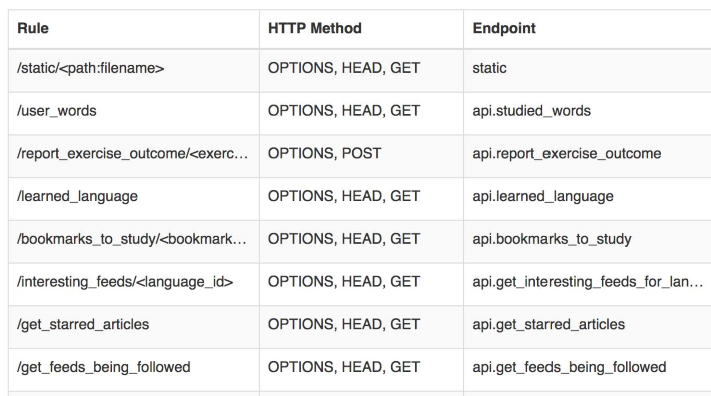 Rule HTTP Method Endpoint
/static/<path:filename> OPTIONS, HEAD, GET static
/user_words OPTIONS, HEAD, GET api.studied_words
/report_exercise_outcome/<exerc... OPTIONS, POST api.report_exercise_outcome
/learned_language OPTIONS, HEAD, GET api.learned_language
/bookmarks_to_study/<bookmark... OPTIONS, HEAD, GET api.bookmarks_to_study
/interesting_feeds/<language_id> OPTIONS, HEAD, GET api.get_interesting_feeds_for_lan...
/get_starred_articles OPTIONS, HEAD, GET api.get_starred_articles
/get_feeds_being_followed OPTIONS, HEAD, GET api.get_feeds_being_followed